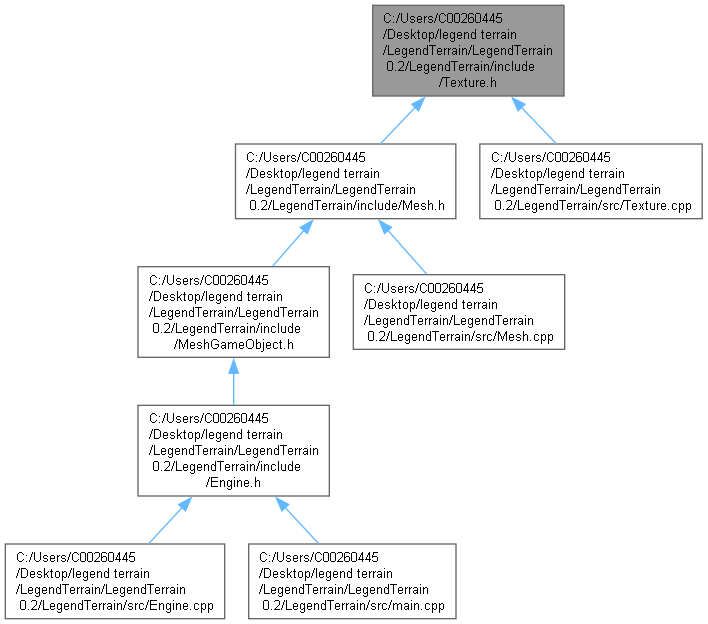 C:/Users/C00260445
/Desktop/legend terrain
/LegendTerrain/LegendTerrain
0.2/LegendTerrain/include
/Texture.h
C:/Users/C00260445
/Desktop/legend terrain
/LegendTerrain/LegendTerrain
0.2/LegendTerrain/include/Mesh.h
C:/Users/C00260445
/Desktop/legend terrain
/LegendTerrain/LegendTerrain
0.2/LegendTerrain/src/Texture.cpp
C:/Users/C00260445
/Desktop/legend terrain
/LegendTerrain/LegendTerrain
0.2/LegendTerrain/include
/MeshGameObject.h
C:/Users/C00260445
/Desktop/legend terrain
/LegendTerrain/LegendTerrain
0.2/LegendTerrain/src/Mesh.cpp
C:/Users/C00260445
/Desktop/legend terrain
/LegendTerrain/LegendTerrain
0.2/LegendTerrain/include
/Engine.h
C:/Users/C00260445
/Desktop/legend terrain
/LegendTerrain/LegendTerrain
0.2/LegendTerrain/src/Engine.cpp
C:/Users/C00260445
/Desktop/legend terrain
/LegendTerrain/LegendTerrain
0.2/LegendTerrain/src/main.cpp